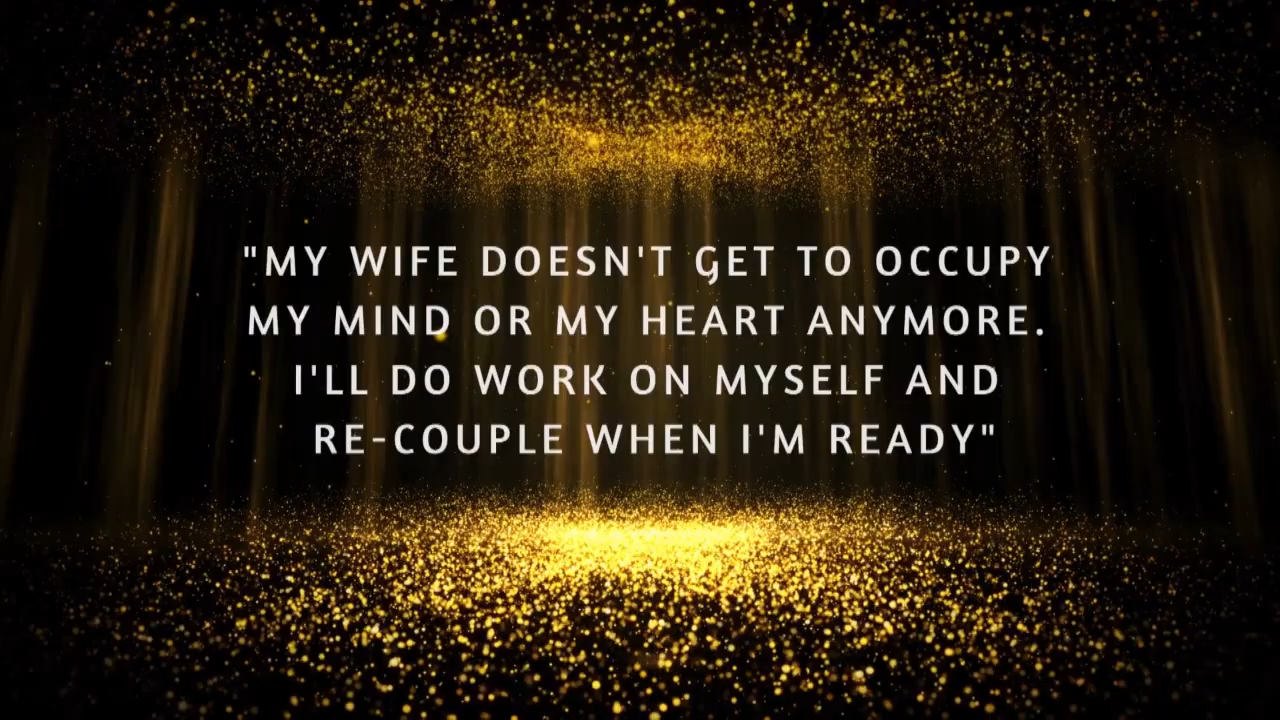 "MY WIFE DOESN'T GET TO OCCUPY
MY MIND OR MY HEART ANYMORE.
I'LL DO WORK ON MYSELF AND
RE-COUPLE WHEN I'M READY"